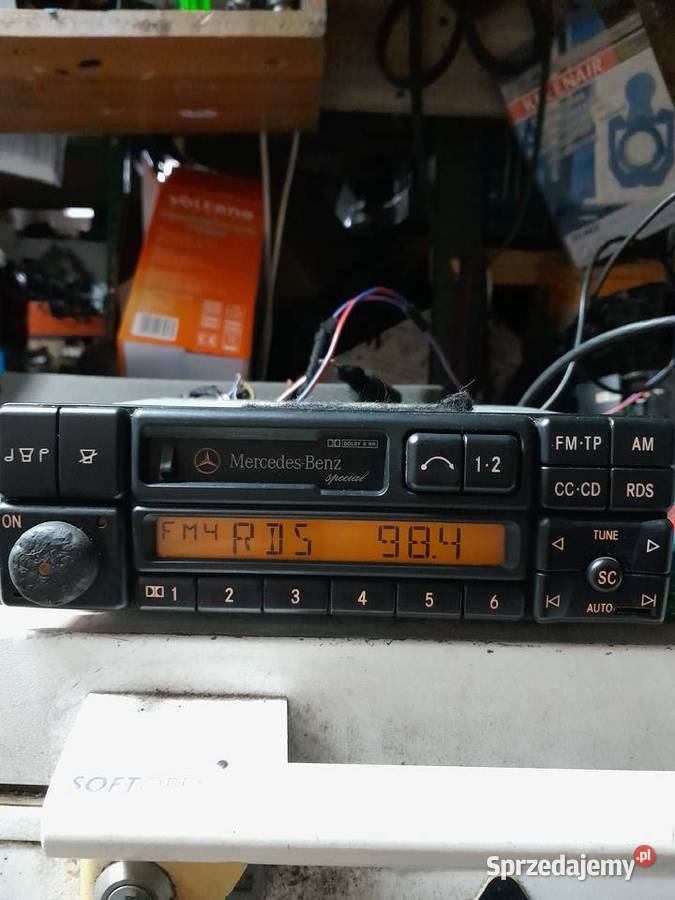 volteno
DOLBY B NR
Mercedes-Benz
special
1·2
FM·TP
AM
CC·CD
RDS
ON
FM4 RDS 98.4
TUNE
SC
AUTO
1
2
3
4
5
6
SOFT
Sprzedajemy.pl